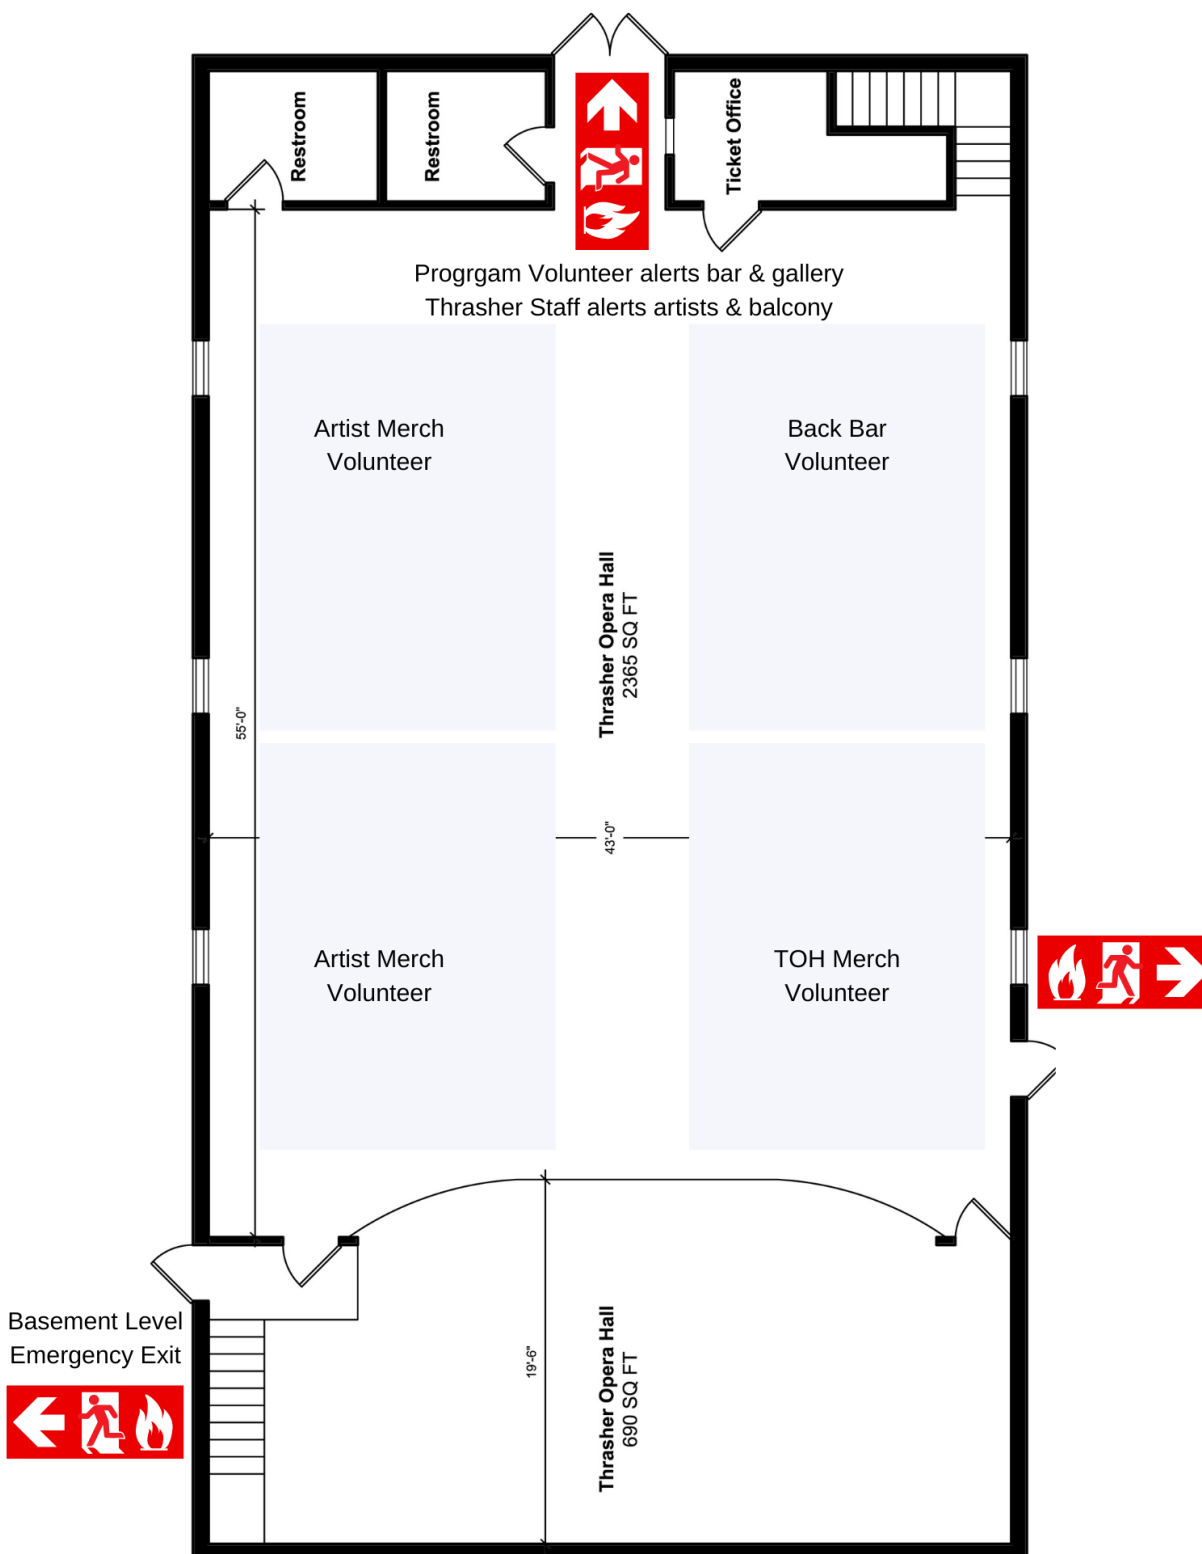 Restroom
Restroom
Ticket Office
Progrgam Volunteer alerts bar & gallery
Thrasher Staff alerts artists & balcony
Artist Merch
Volunteer
Back Bar
Volunteer
Thrasher Opera Hall
2365 SQ FT
55'-0"
43'-0"
Artist Merch
Volunteer
TOH Merch
Volunteer
Basement Level
Emergency Exit
19'-6"
Thrasher Opera Hall
690 SQ FT